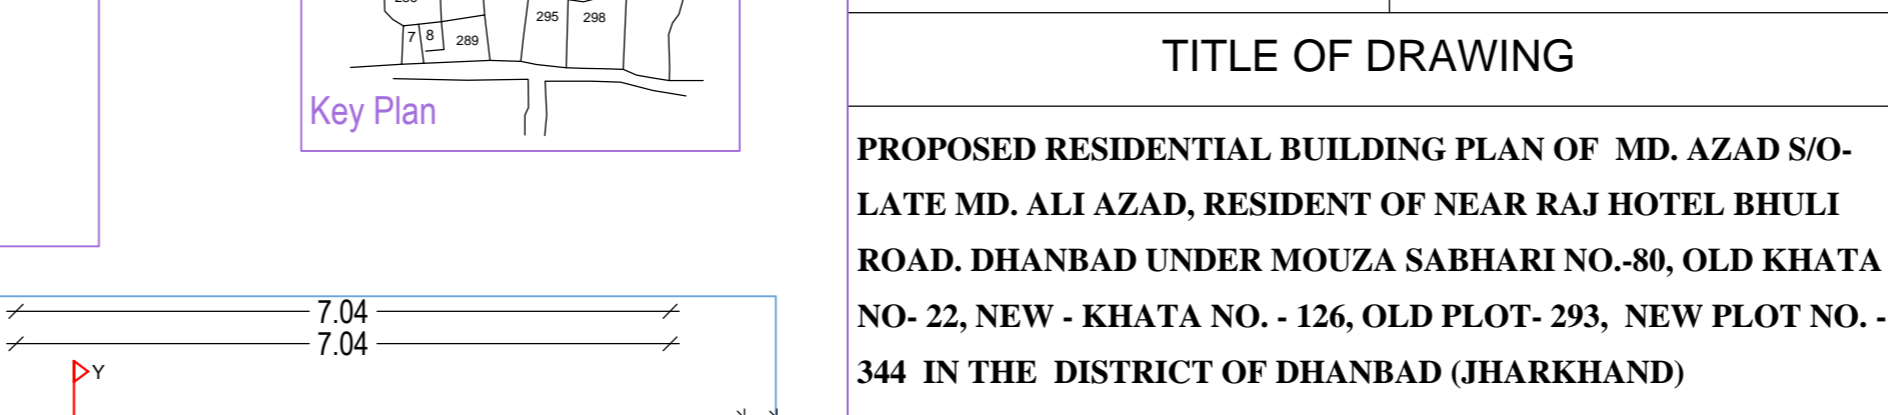 295 298
7 8 289
Key Plan
7.04
7.04
Y
TITLE OF DRAWING
PROPOSED RESIDENTIAL BUILDING PLAN OF MD. AZAD S/O-
LATE MD. ALI AZAD, RESIDENT OF NEAR RAJ HOTEL BHULI
ROAD. DHANBAD UNDER MOUZA SABHARI NO.-80, OLD KHATA
NO- 22, NEW - KHATA NO. - 126, OLD PLOT- 293, NEW PLOT NO. -
344 IN THE DISTRICT OF DHANBAD (JHARKHAND)